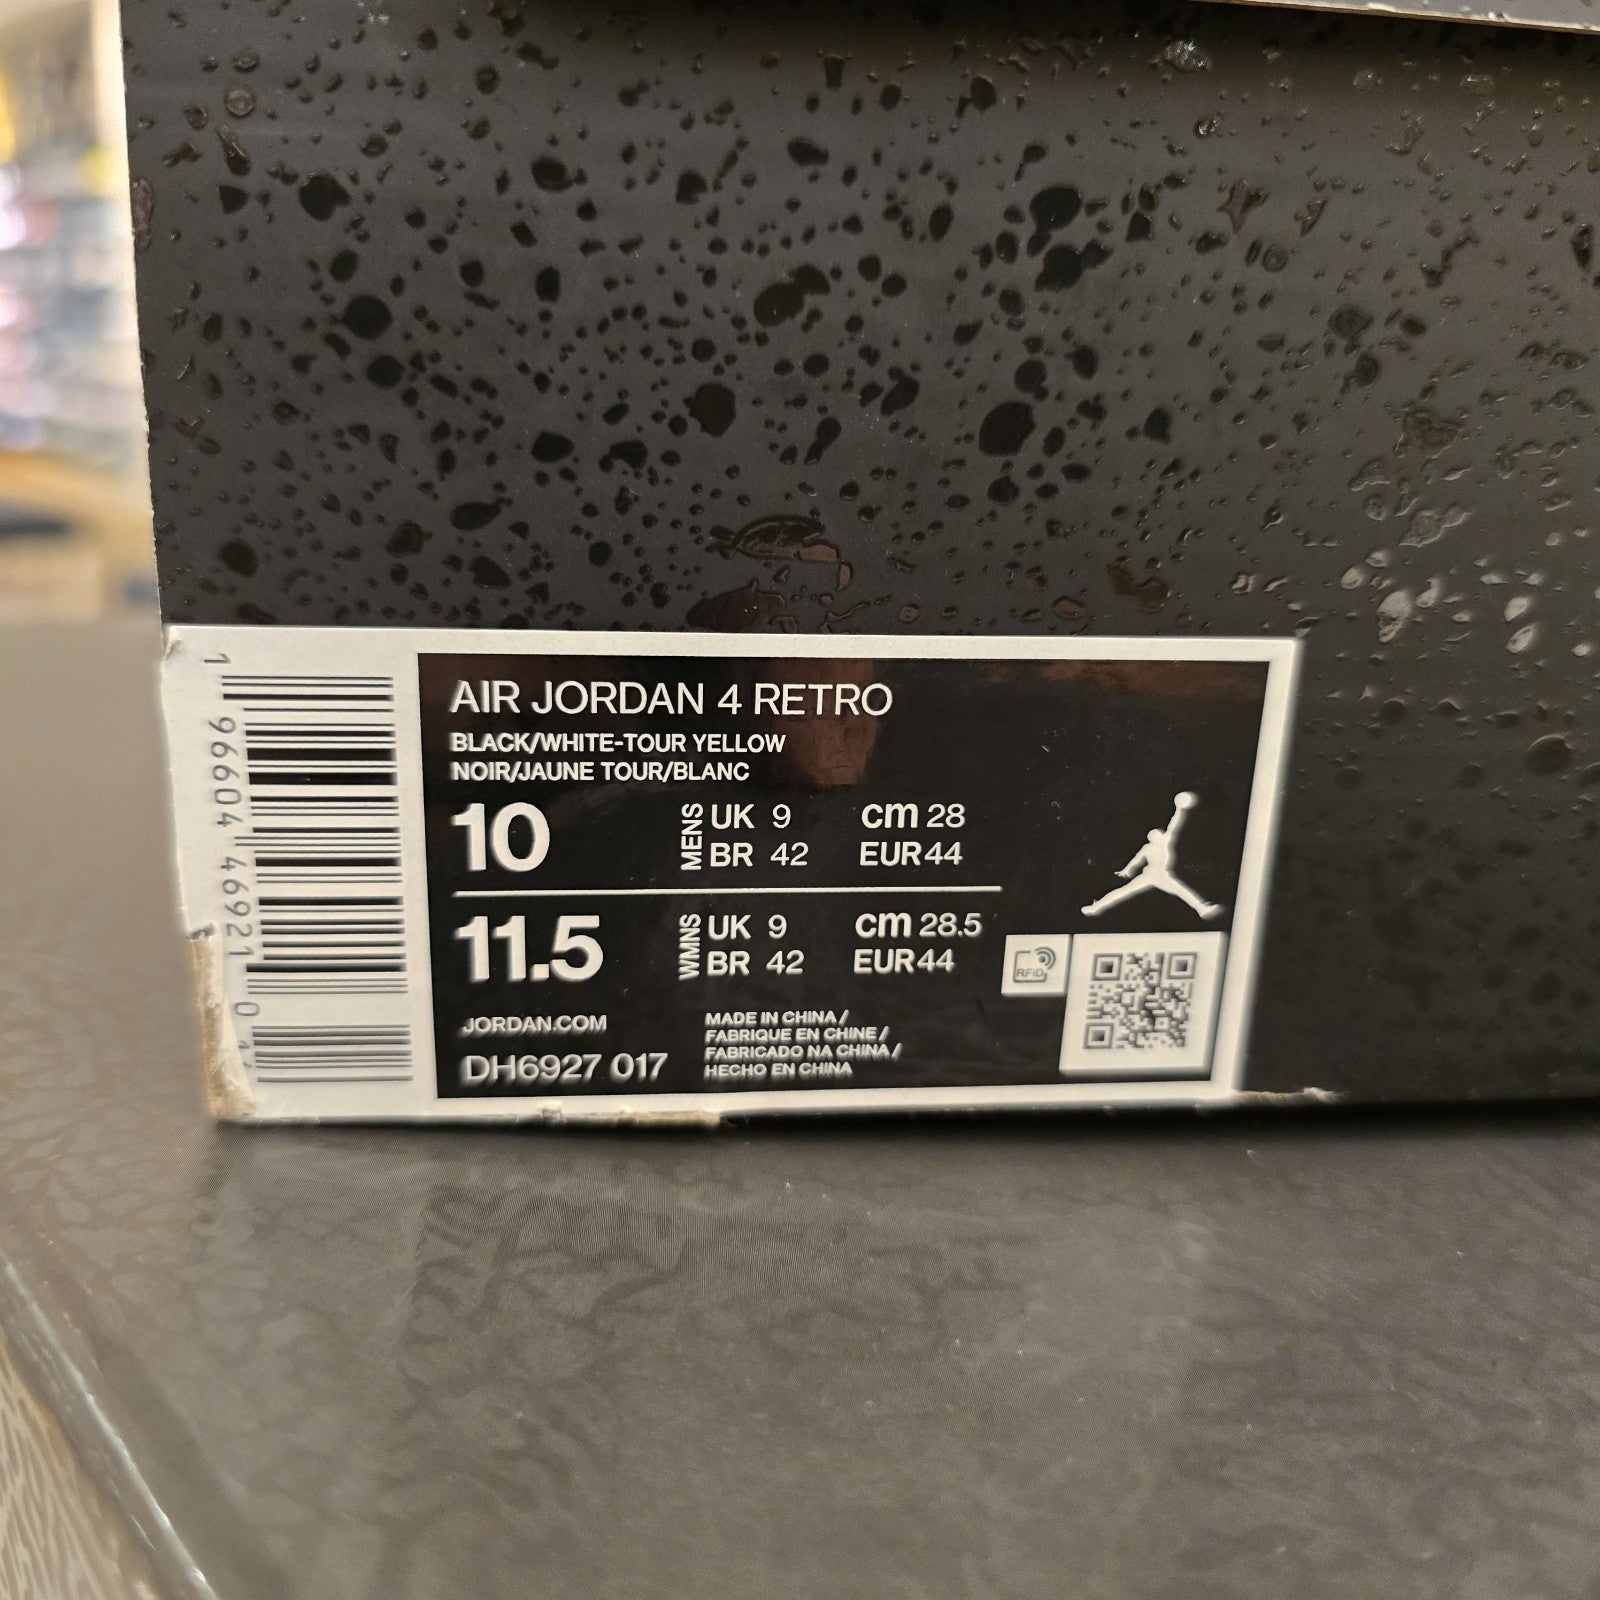 AIR JORDAN 4 RETRO
BLACK/WHITE-TOUR YELLOW
NOIR/JAUNE TOUR/BLANC
10
MENS
UK 9 cm 28
BR 42 EUR 44
11.5
WMNS
UK 9 cm 28.5
BR 42 EUR 44
JORDAN.COM
DH6927 017
MADE IN CHINA /
FABRIQUE EN CHINE /
FABRICADO NA CHINA /
HECHO EN CHINA
RFID
1 96604 46921 0